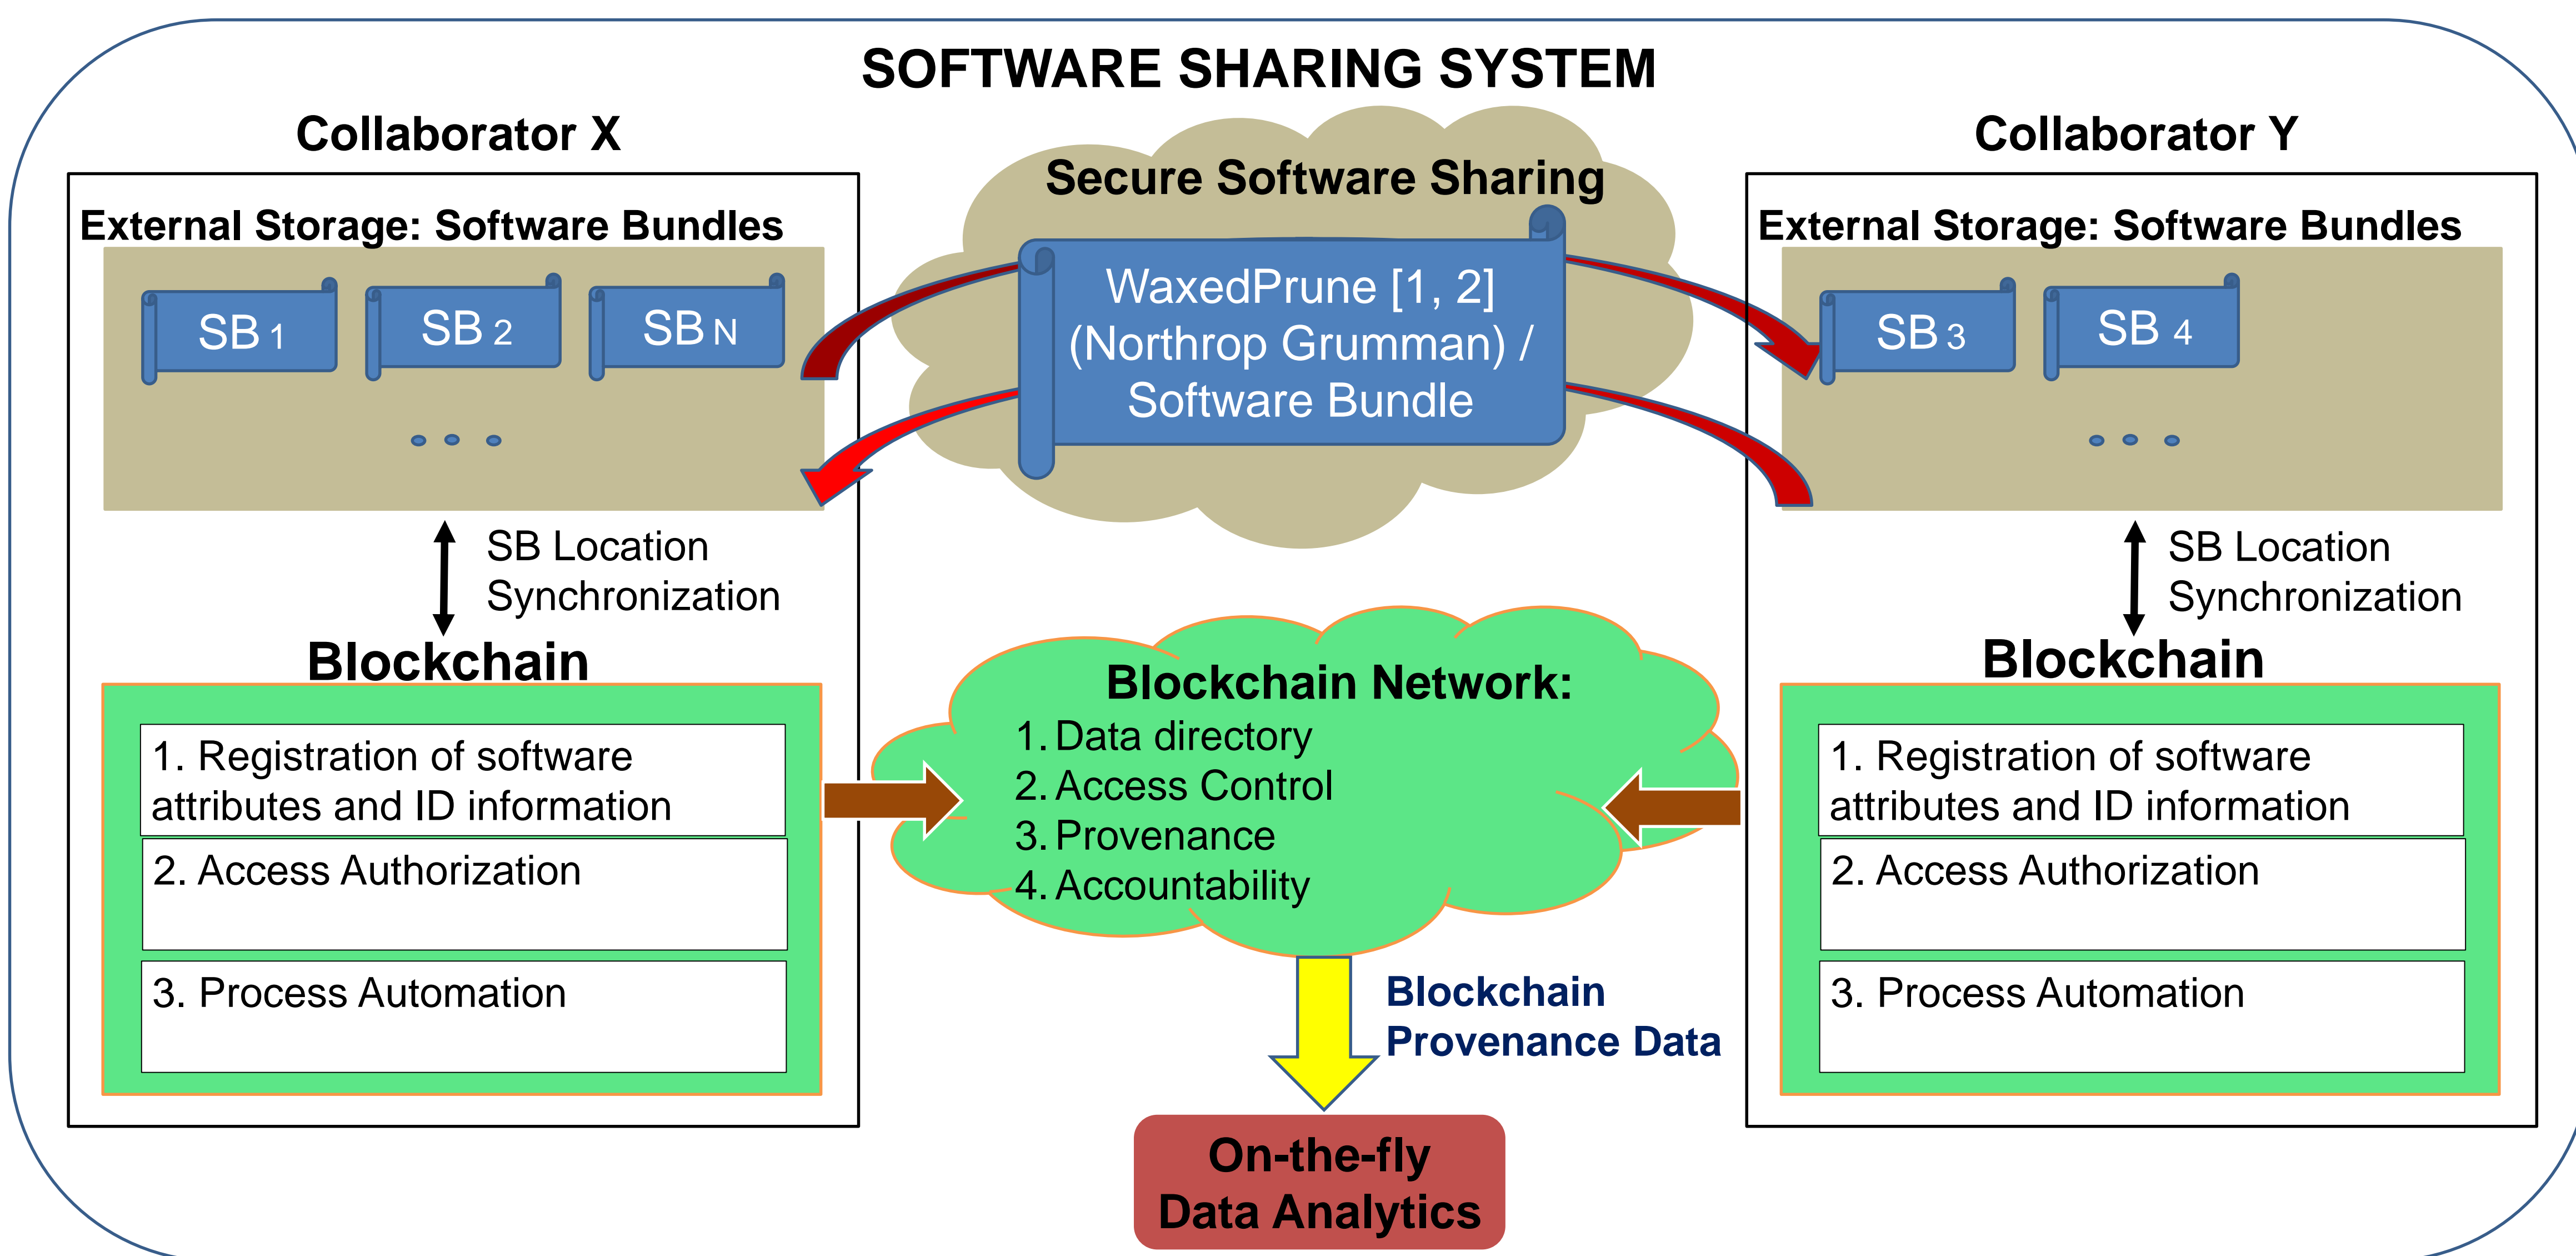 SOFTWARE SHARING SYSTEM
Collaborator X
External Storage: Software Bundles
SB 1
SB 2
SB N
SB Location
Synchronization
Blockchain
1. Registration of software
attributes and ID information
2. Access Authorization
3. Process Automation
Secure Software Sharing
WaxedPrune [1, 2]
(Northrop Grumman) /
Software Bundle
Blockchain Network:
1. Data directory
2. Access Control
3. Provenance
4. Accountability
Blockchain
Provenance Data
On-the-fly
Data Analytics
Collaborator Y
External Storage: Software Bundles
SB 3
SB 4
SB Location
Synchronization
Blockchain
1. Registration of software
attributes and ID information
2. Access Authorization
3. Process Automation